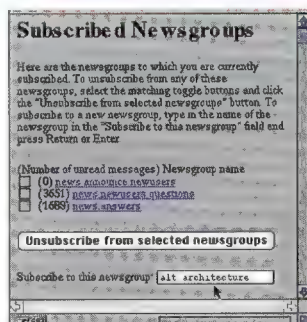 Subscribed Newsgroups
Here are the newsgroups to which you are currently
subscribed. To unsubscribe from any of these
newsgroups, select the matching toggle buttons and click
the "Unsubscribe from selected newsgroups" button. To
subscribe to a new newsgroup, type in the name of the
newsgroup in the "Subscribe to this newsgroup" field and
press Return or Enter
(Number of unread messages) Newsgroup name
(0) news announce newusers
(3651) news.newusers questions
(1689) news.answers
Unsubscribe from selected newsgroups
Subscribe to this newsgroup: alt architecture